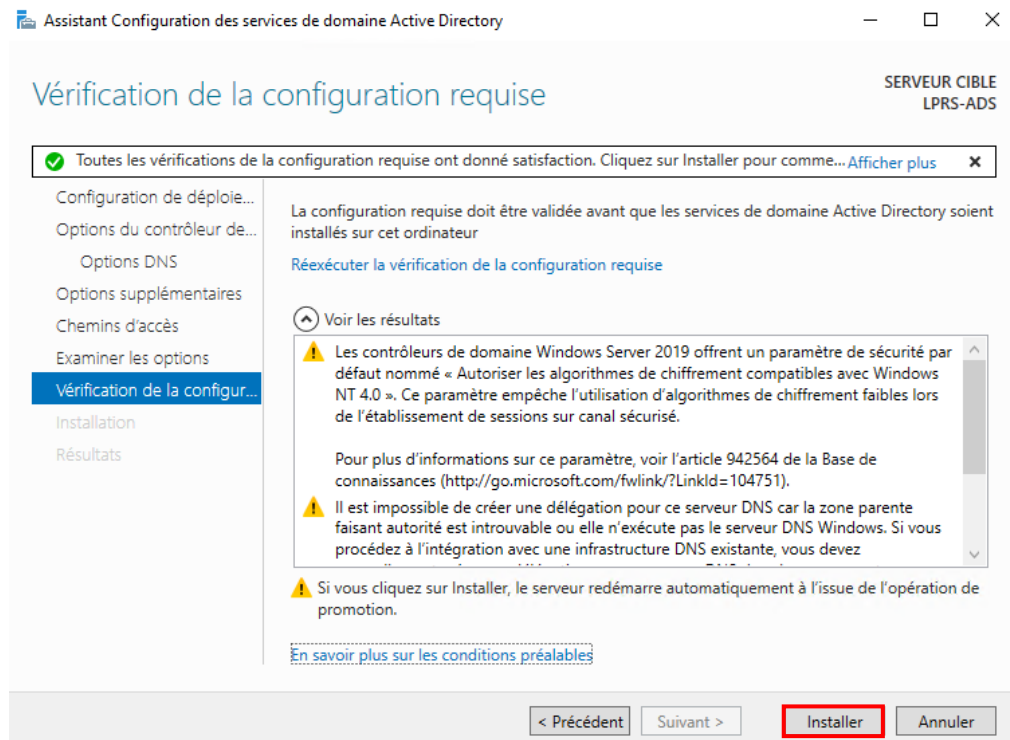 Assistant Configuration des services de domaine Active Directory
Vérification de la configuration requise
SERVEUR CIBLE
LPRS-ADS
Toutes les vérifications de la configuration requise ont donné satisfaction. Cliquez sur Installer pour comme... Afficher plus
Configuration de déploie...
Options du contrôleur de...
Options DNS
Options supplémentaires
Chemins d'accès
Examiner les options
Vérification de la configur...
Installation
Résultats
La configuration requise doit être validée avant que les services de domaine Active Directory soient
installés sur cet ordinateur
Réexécuter la vérification de la configuration requise
Voir les résultats
Les contrôleurs de domaine Windows Server 2019 offrent un paramètre de sécurité par
défaut nommé « Autoriser les algorithmes de chiffrement compatibles avec Windows
NT 4.0 ». Ce paramètre empêche l'utilisation d'algorithmes de chiffrement faibles lors
de l'établissement de sessions sur canal sécurisé.
Pour plus d'informations sur ce paramètre, voir l'article 942564 de la Base de
connaissances (http://go.microsoft.com/fwlink/?LinkId=104751).
Il est impossible de créer une délégation pour ce serveur DNS car la zone parente
faisant autorité est introuvable ou elle n'exécute pas le serveur DNS Windows. Si vous
procédez à l'intégration avec une infrastructure DNS existante, vous devez
Si vous cliquez sur Installer, le serveur redémarre automatiquement à l'issue de l'opération de
promotion.
En savoir plus sur les conditions préalables
< Précédent
Suivant >
Installer
Annuler